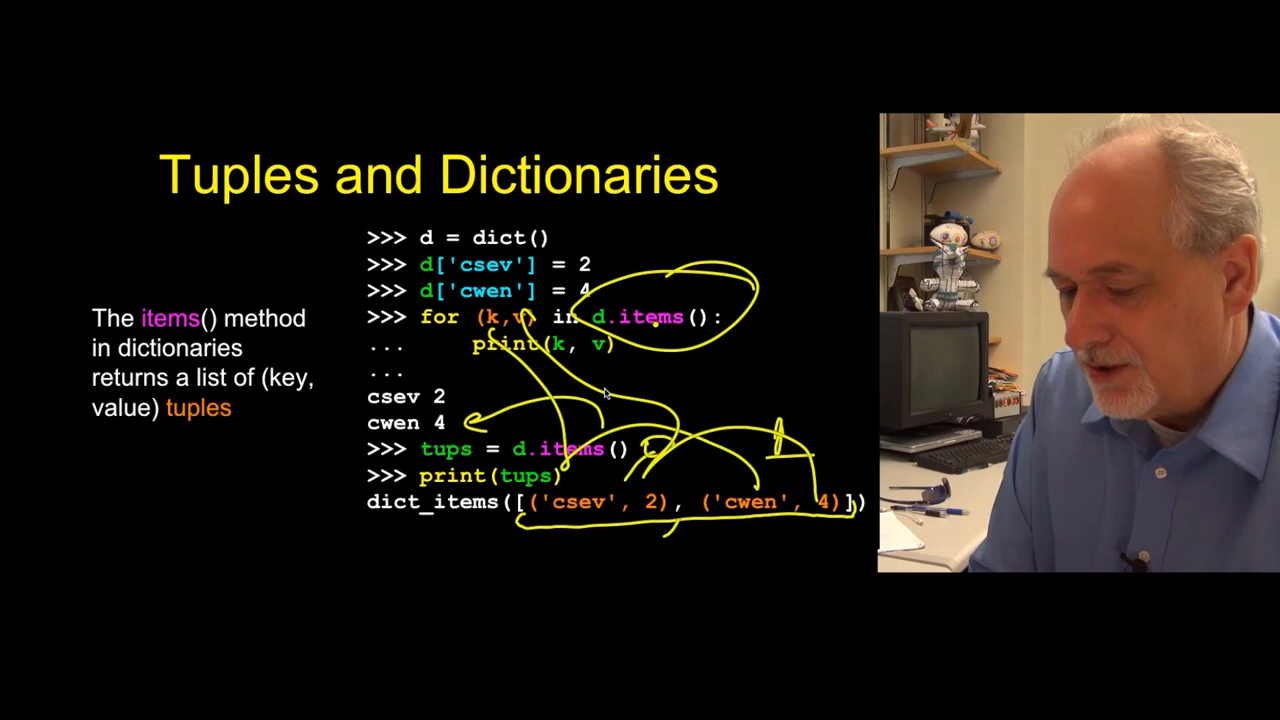 Tuples and Dictionaries
The items() method
in dictionaries
returns a list of (key,
value) tuples
>>> d = dict()
>>> d['csev'] = 2
>>> d['cwen'] = 4
>>> for (k,v) in d.items():
...     print(k, v)
...
csev 2
cwen 4
>>> tups = d.items()
>>> print(tups)
dict_items([('csev', 2), ('cwen', 4)])